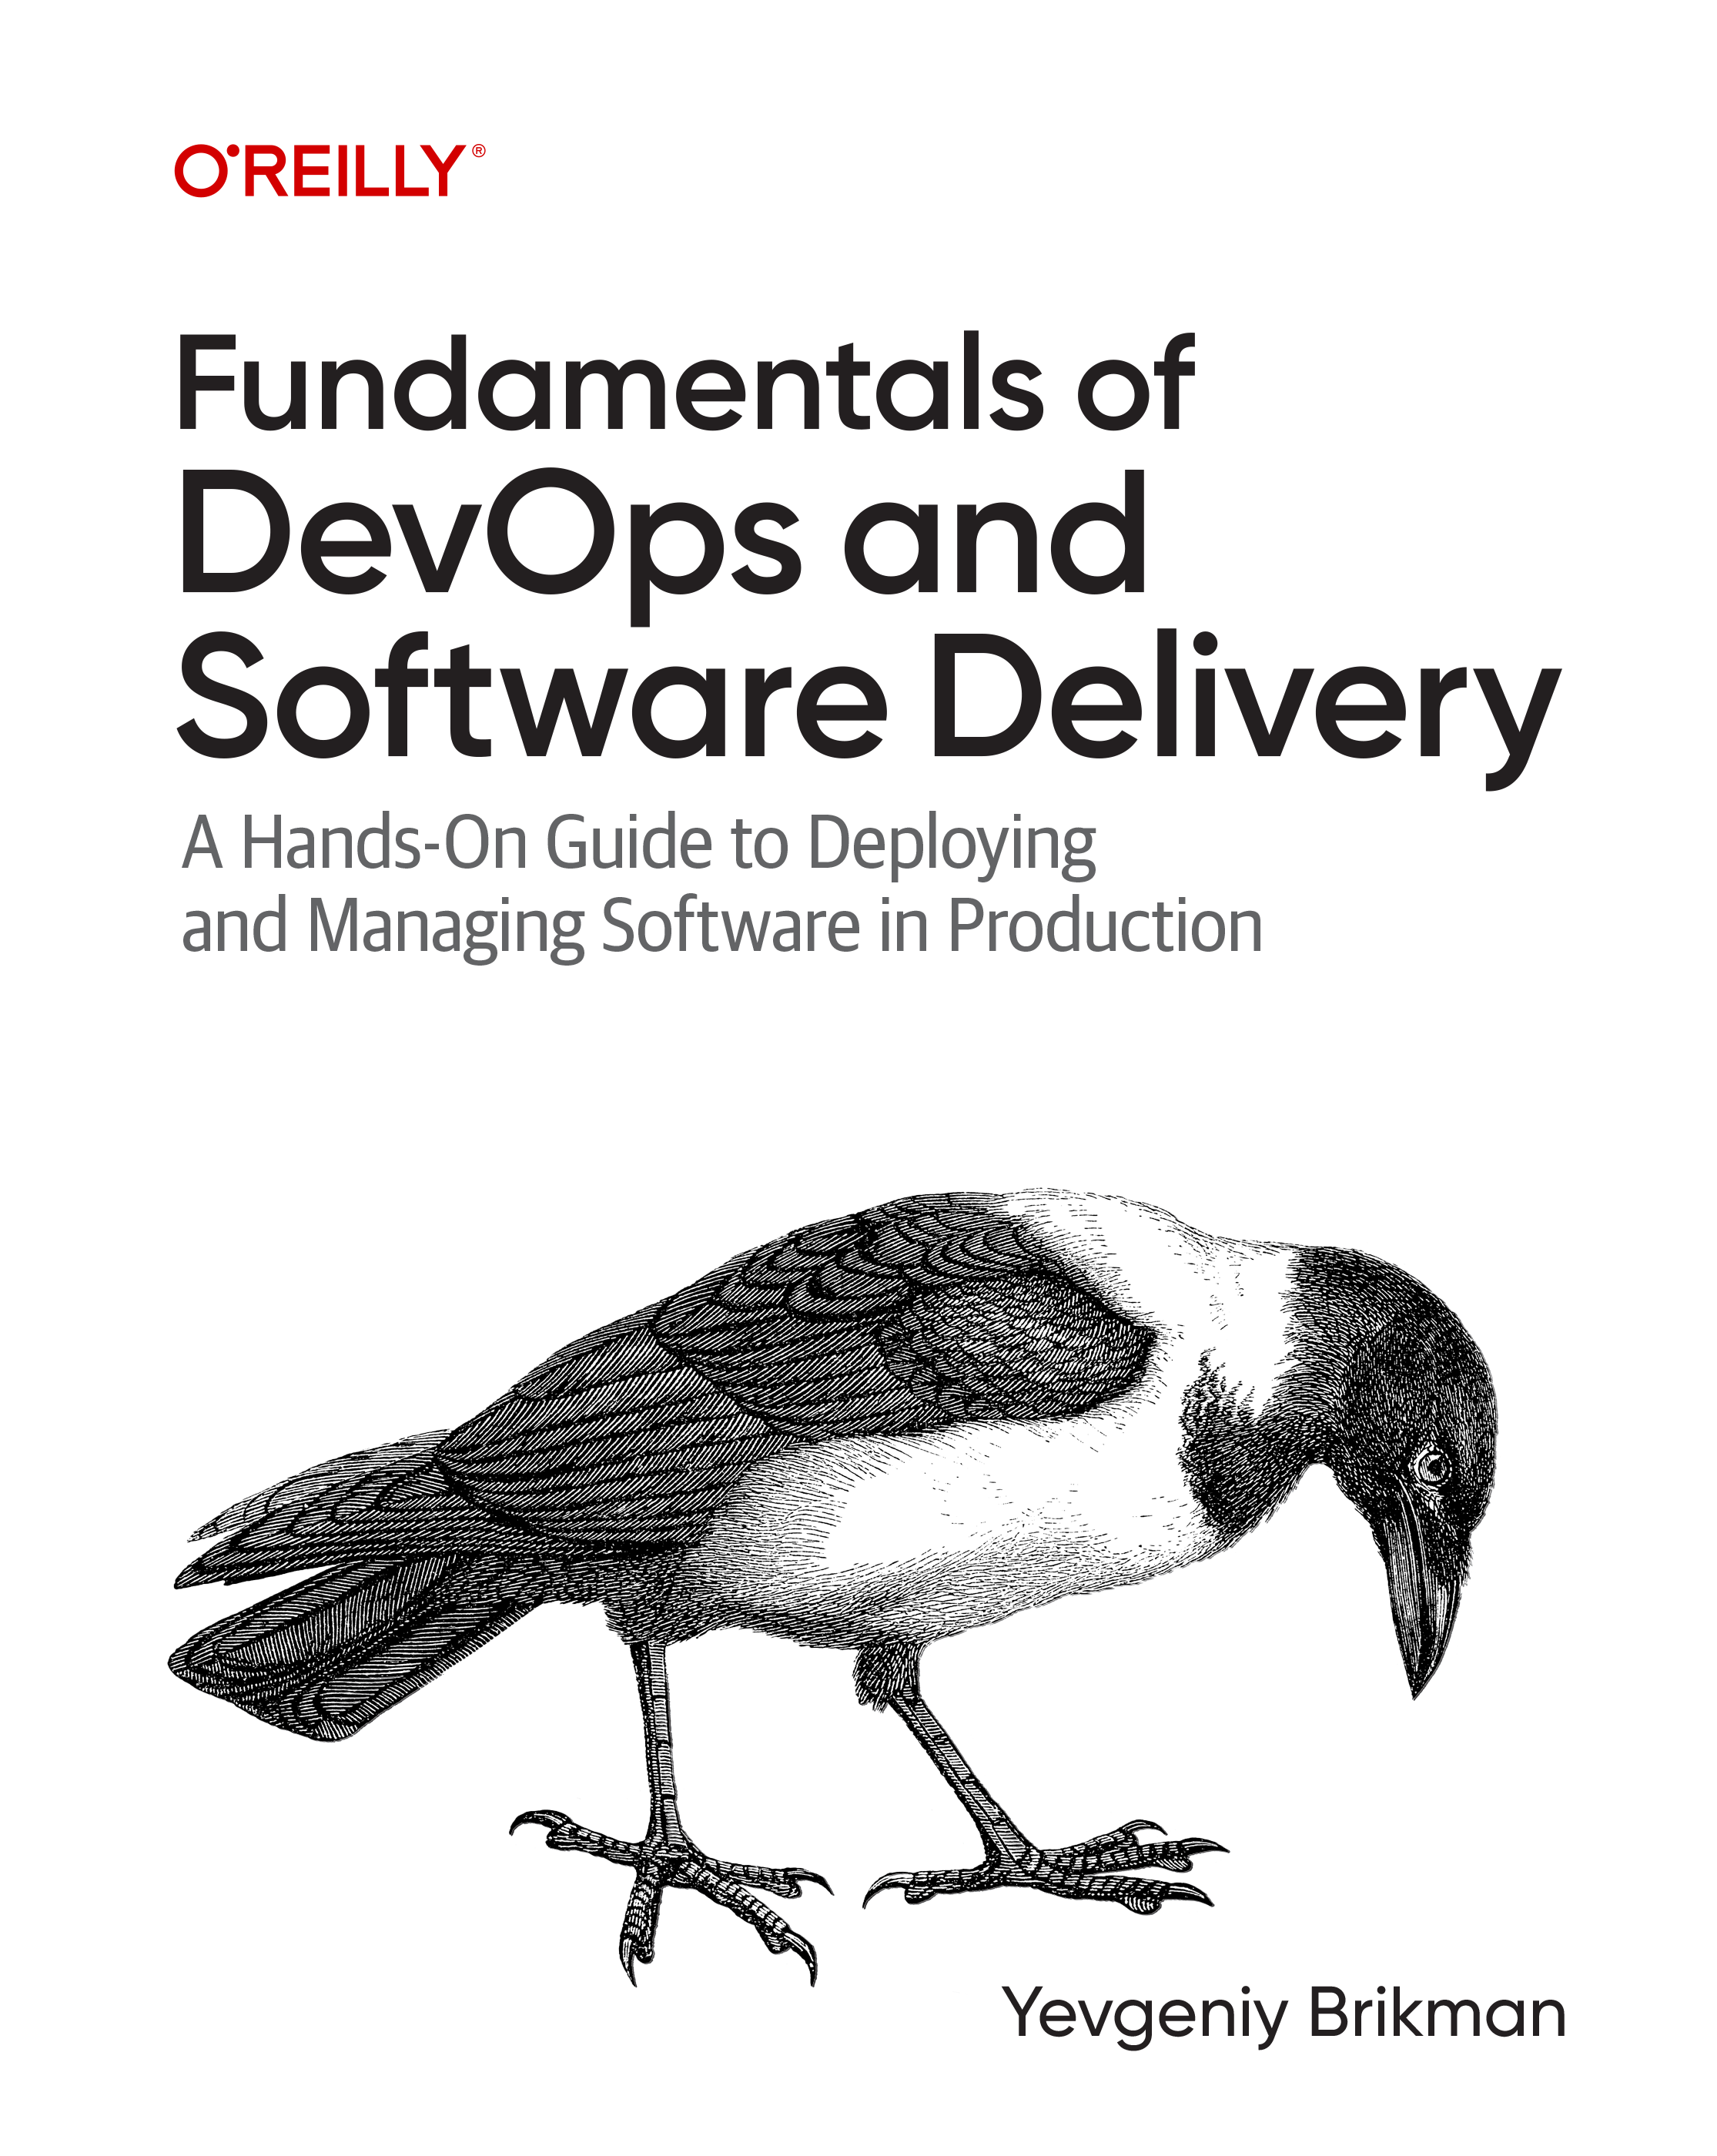 O'REILLY®
Fundamentals of
DevOps and
Software Delivery
A Hands-On Guide to Deploying
and Managing Software in Production
Yevgeniy Brikman